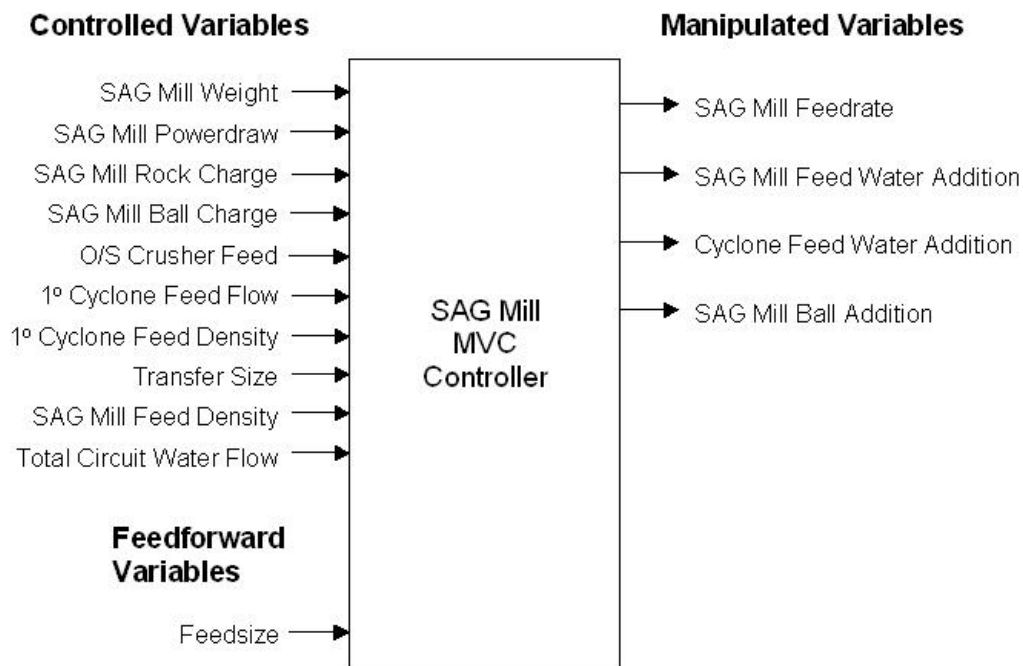 Controlled Variables
SAG Mill Weight
SAG Mill Powerdraw
SAG Mill Rock Charge
SAG Mill Ball Charge
O/S Crusher Feed
1º Cyclone Feed Flow
1º Cyclone Feed Density
Transfer Size
SAG Mill Feed Density
Total Circuit Water Flow
Feedforward
Variables
Feedsize
SAG Mill
MVC
Controller
Manipulated Variables
SAG Mill Feedrate
SAG Mill Feed Water Addition
Cyclone Feed Water Addition
SAG Mill Ball Addition